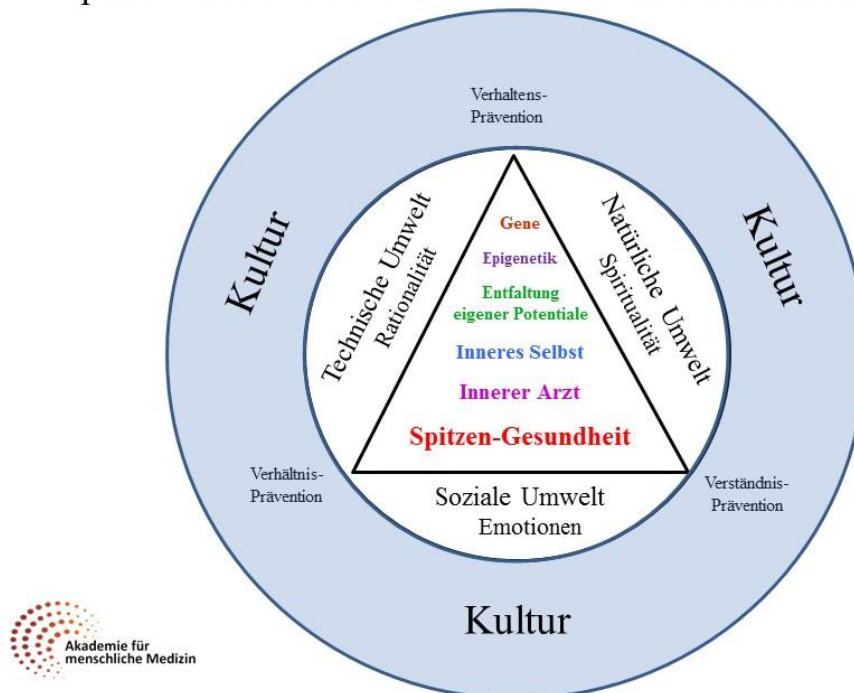 Verhaltens-
Prävention
Kultur
Technische Umwelt
Rationalität
Gene
Epigenetik
Entfaltung
eigener Potentiale
Inneres Selbst
Innerer Arzt
Spitzen-Gesundheit
Natürliche Umwelt
Spiritualität
Kultur
Verhältnis-
Prävention
Soziale Umwelt
Emotionen
Verständnis-
Prävention
Kultur
Akademie für
menschliche Medizin